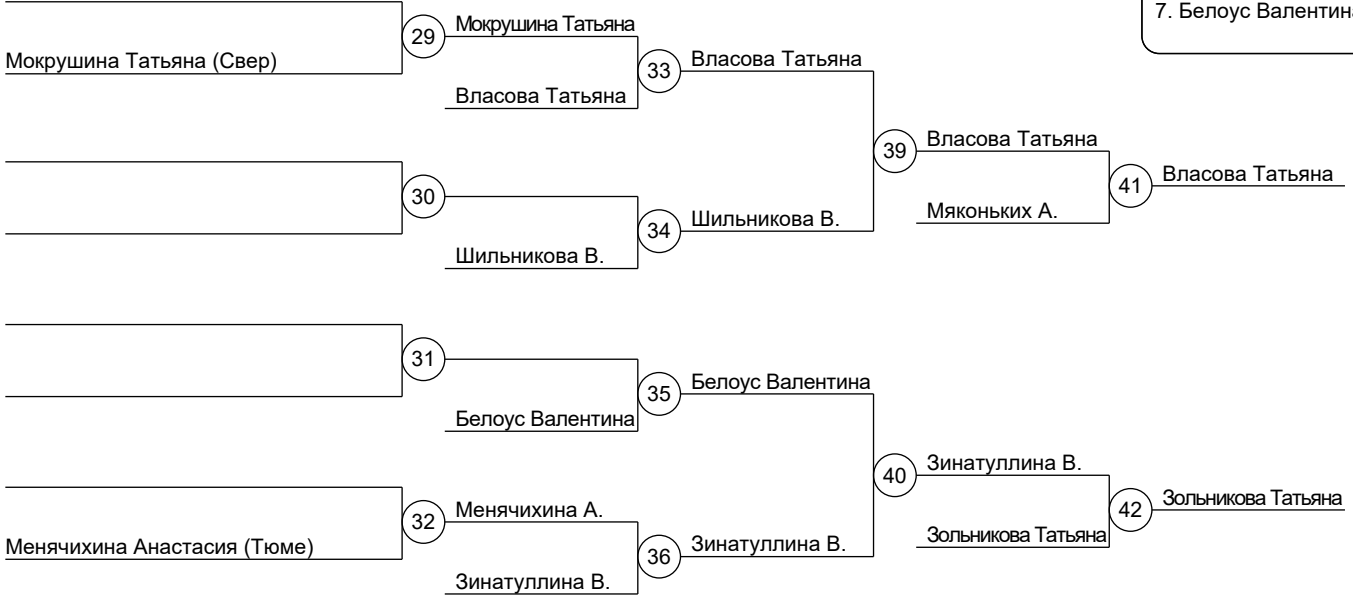 7. Белоус Валентина
29
Мокрушина Татьяна
Мокрушина Татьяна (Свер)
33
Власова Татьяна
Власова Татьяна
39
Власова Татьяна
30
41
Власова Татьяна
Мяконьких А.
34
Шильникова В.
Шильникова В.
31
35
Белоус Валентина
Белоус Валентина
40
Зинатуллина В.
32
Менячихина А.
42
Зольникова Татьяна
Зольникова Татьяна
Менячихина Анастасия (Тюме)
36
Зинатуллина В.
Зинатуллина В.